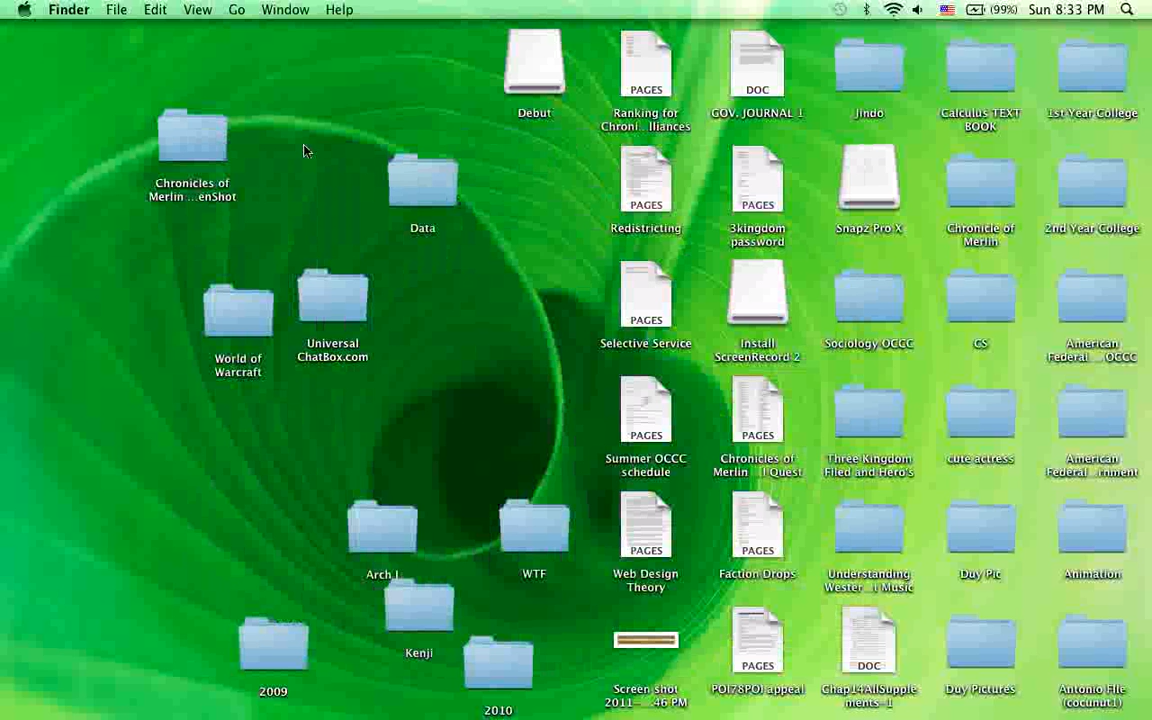 Finder File Edit View Go Window Help (99%) Sun 8:33 PM
Debut
PAGES
Ranking for
Chroni... lliances
DOC
GOV. JOURNAL 1
Jindo
Calculus TEXT
BOOK
1st Year College
Chronicles of
Merlin ...enShot
Data
PAGES
Redistricting
PAGES
3kingdom
password
Snapz Pro X
Chronicle of
Merlin
2nd Year College
World of
Warcraft
Universal
ChatBox.com
PAGES
Selective Service
Install
ScreenRecord 2
Sociology OCCC
CS
American
Federal ... OCCC
PAGES
Summer OCCC
schedule
PAGES
Chronicles of
Merlin ...l Quest
Three Kingdom
Filed and Hero's
cute actress
American
Federal...rnment
Arch I
WTF
PAGES
Web Design
Theory
PAGES
Faction Drops
Understanding
Wester...i Music
Duy Pic
Animation
Kenji
2009
2010
Screen shot
2011-...46 PM
PAGES
POI78POI appeal
DOC
Chap14AllSupple
ments-1
Duy Pictures
Antonio File
(cocunut1)